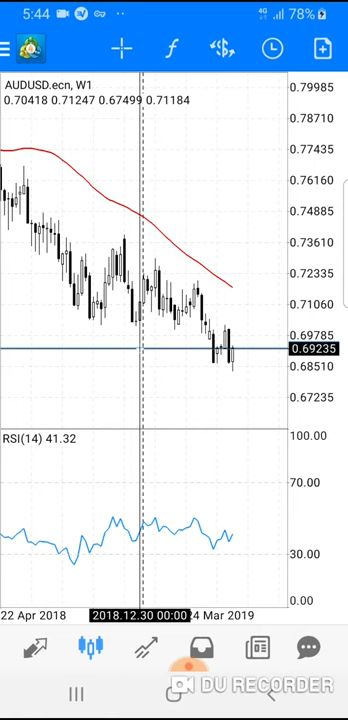 5:44 4G 78%
AUDUSD.ecn, W1
0.70418 0.71247 0.67499 0.71184
0.79985
0.78710
0.77435
0.76160
0.74885
0.73610
0.72335
0.71060
0.69785
0.69235
0.68510
0.67235
RSI(14) 41.32
100.00
70.00
30.00
0.00
22 Apr 2018 2018.12.30 00:00 24 Mar 2019
DU RECORDER